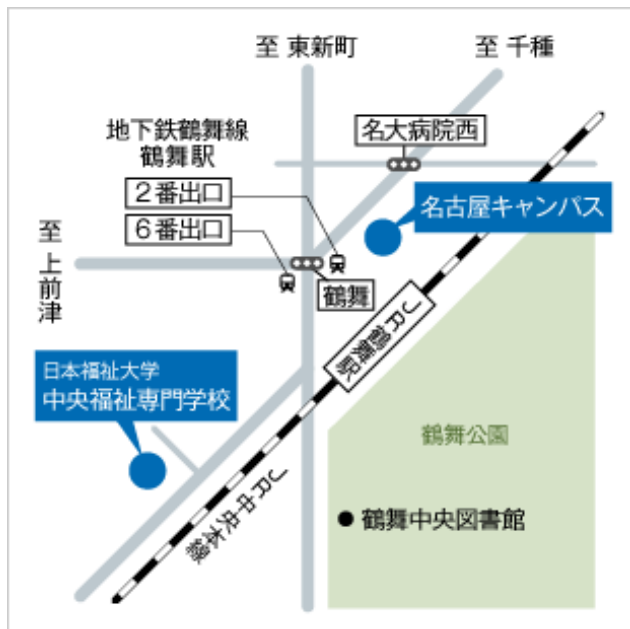 至 東新町
至 千種
地下鉄鶴舞線
鶴舞駅
名大病院西
2番出口
6番出口
名古屋キャンパス
至 上前津
鶴舞
JR鶴舞駅
日本福祉大学
中央福祉専門学校
鶴舞公園
JR中央本線
鶴舞中央図書館